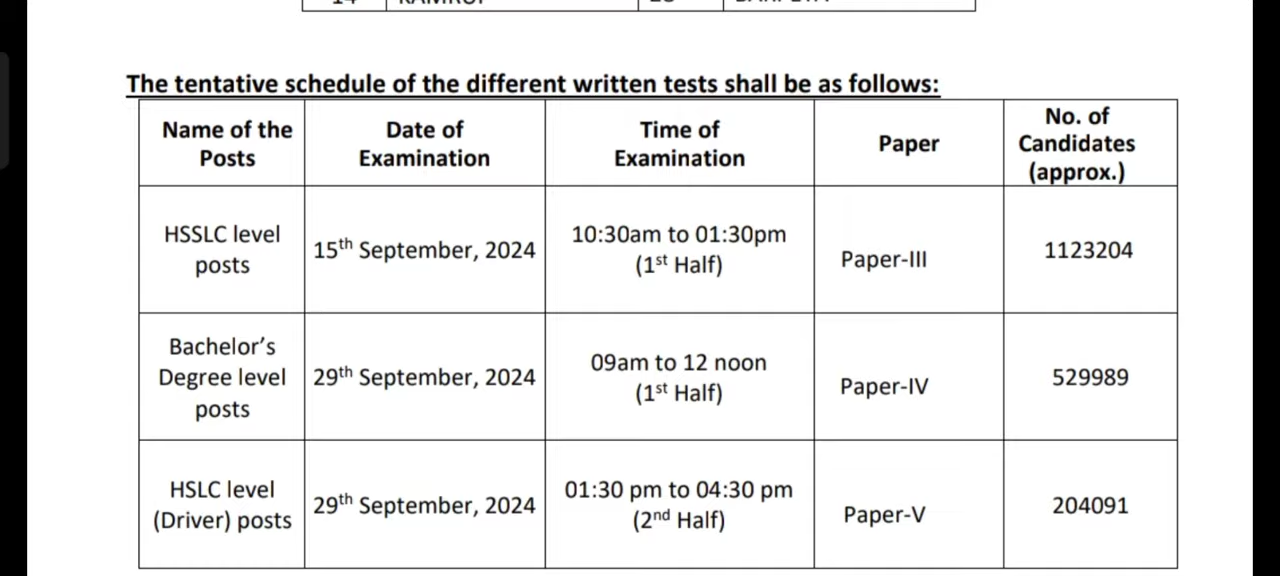 The tentative schedule of the different written tests shall be as follows:
Name of the Posts | Date of Examination | Time of Examination | Paper | No. of Candidates (approx.)
HSSLC level posts | 15th September, 2024 | 10:30am to 01:30pm (1st Half) | Paper-III | 1123204
Bachelor’s Degree level posts | 29th September, 2024 | 09am to 12 noon (1st Half) | Paper-IV | 529989
HSLC level (Driver) posts | 29th September, 2024 | 01:30 pm to 04:30 pm (2nd Half) | Paper-V | 204091